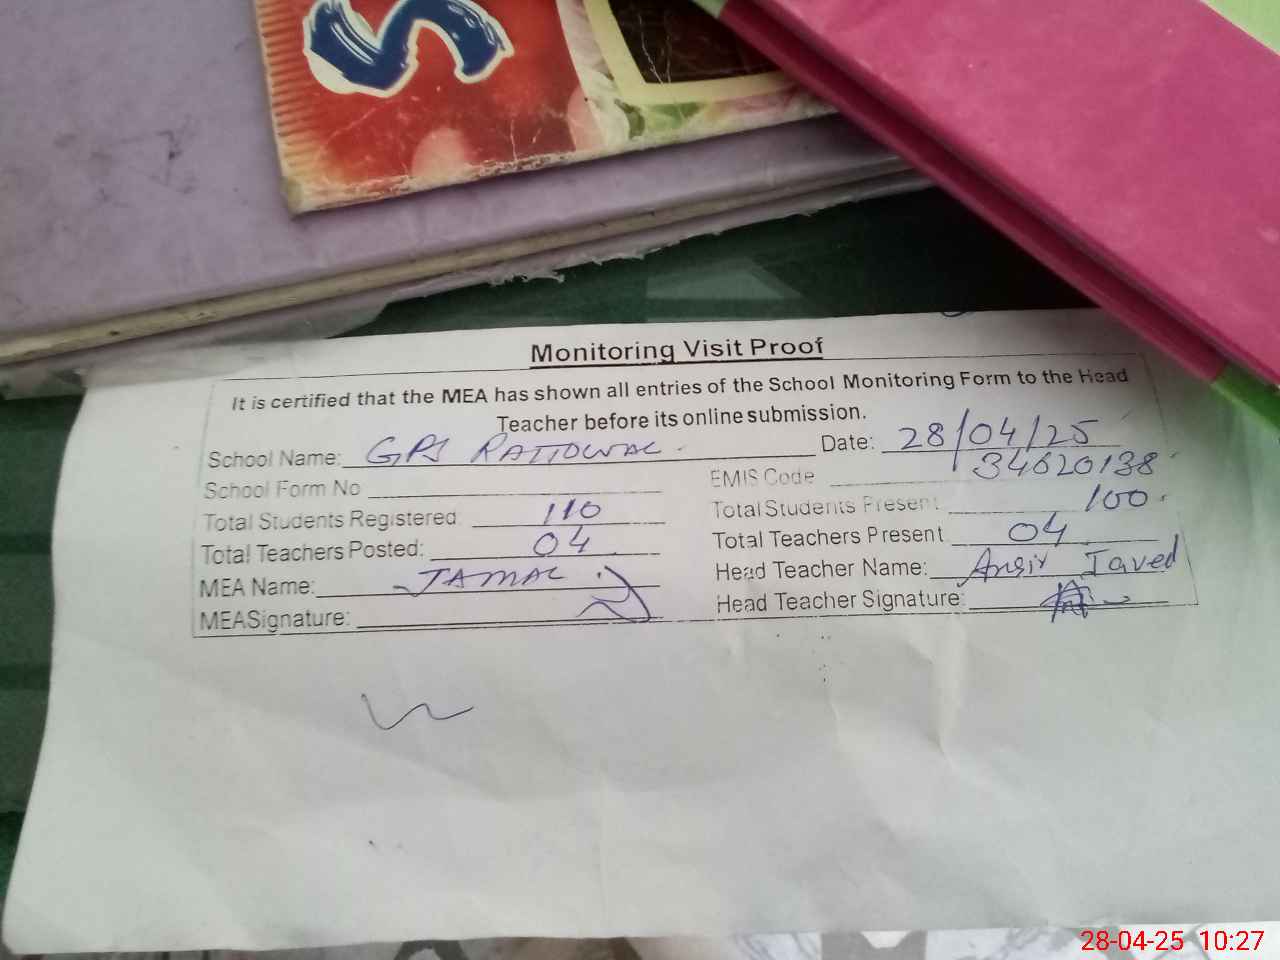 S
Monitoring Visit Proof
It is certified that the MEA has shown all entries of the School Monitoring Form to the Head
Teacher before its online submission.
School Name: GPS RATTOWAL Date: 28/04/25
School Form No EMIS Code 34620138
Total Students Registered: 110 Total Students Present 100
Total Teachers Posted: 04 Total Teachers Present 04
MEA Name: JAMAL Head Teacher Name: Javed
MEASignature: Head Teacher Signature:
28-04-25 10:27